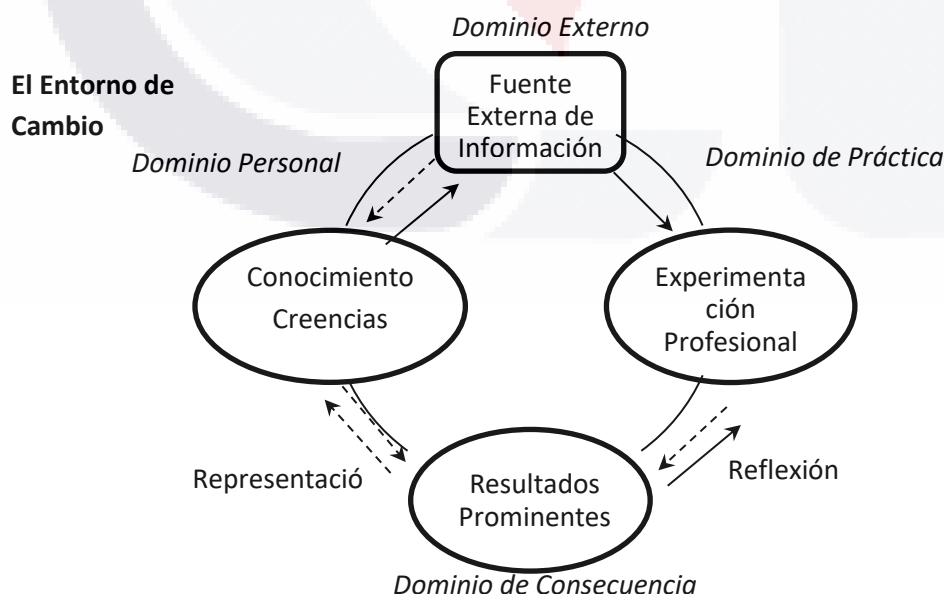 Dominio Externo
El Entorno de
Cambio
Fuente
Externa de
Información
Dominio Personal
Dominio de Práctica
Conocimiento
Creencias
Experimenta
ción
Profesional
Representació
Reflexión
Resultados
Prominentes
Dominio de Consecuencia